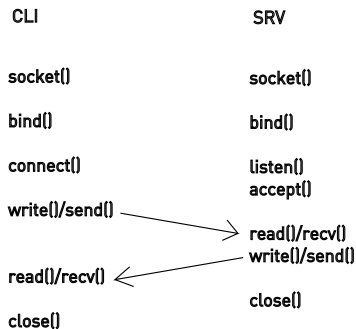 CLI SRV
socket() socket()
bind() bind()
connect() listen()
accept()
write()/send()
read()/recv()
write()/send()
read()/recv()
close()
close()